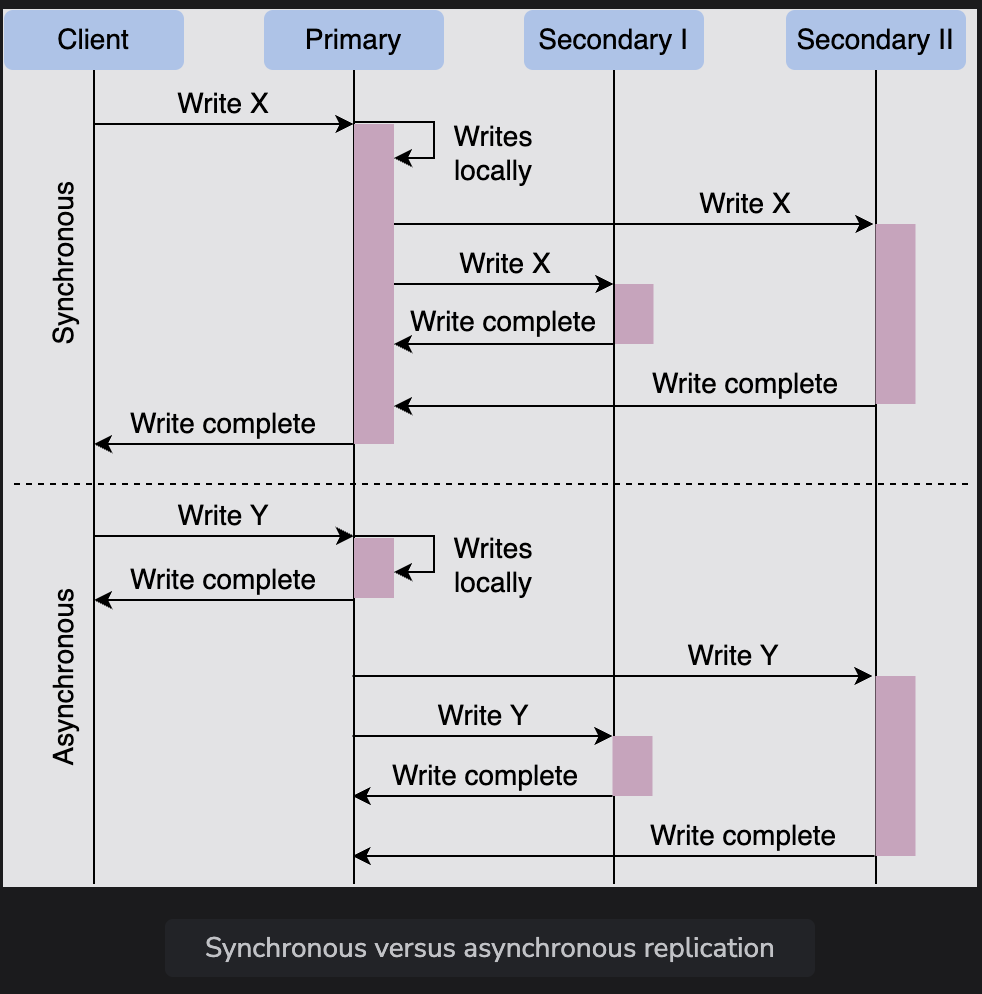 Client
Primary
Secondary I
Secondary II
Synchronous
Write X
Writes
locally
Write X
Write X
Write complete
Write complete
Write complete
Asynchronous
Write Y
Writes
locally
Write complete
Write Y
Write Y
Write complete
Write complete
Synchronous versus asynchronous replication